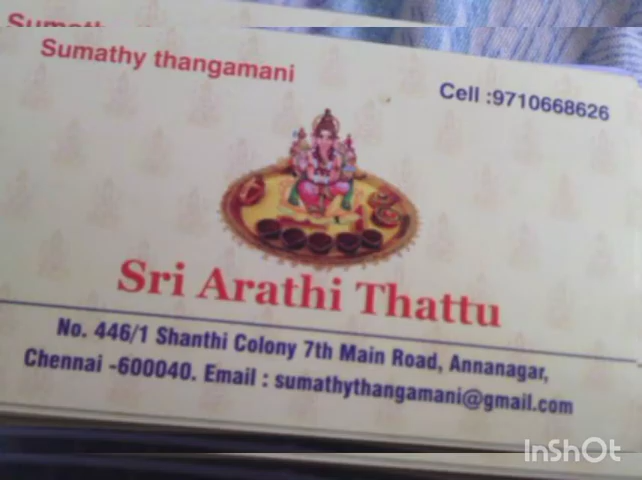 Sumath
Sumathy thangamani
Cell :9710668626
Sri Arathi Thattu
No. 446/1 Shanthi Colony 7th Main Road, Annanagar,
Chennai -600040. Email : sumathythangamani@gmail.com
InShOt